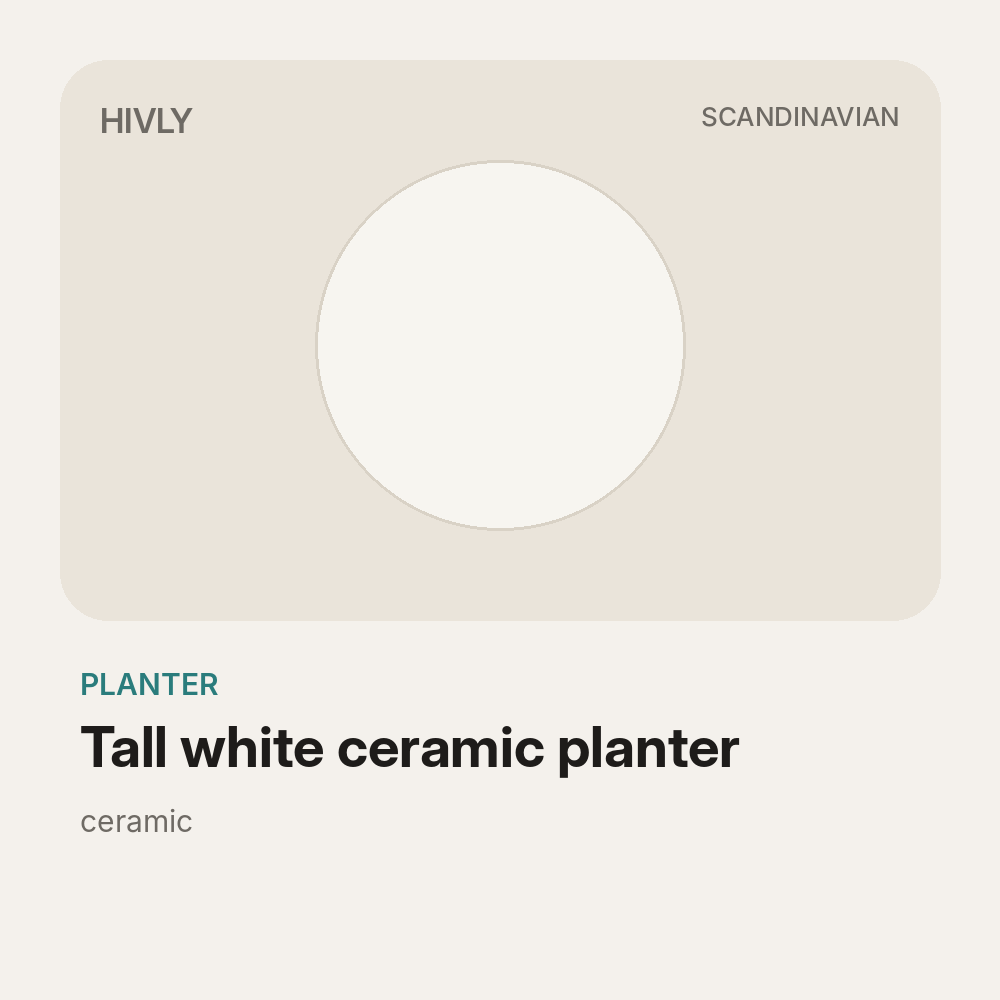 HIVLY
SCANDINAVIAN
PLANTER
Tall white ceramic planter
ceramic